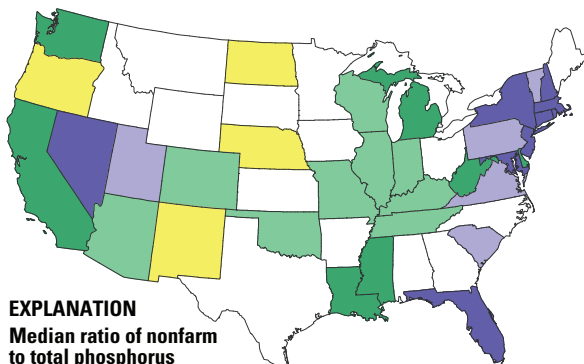 EXPLANATION
Median ratio of nonfarm
to total phosphorus